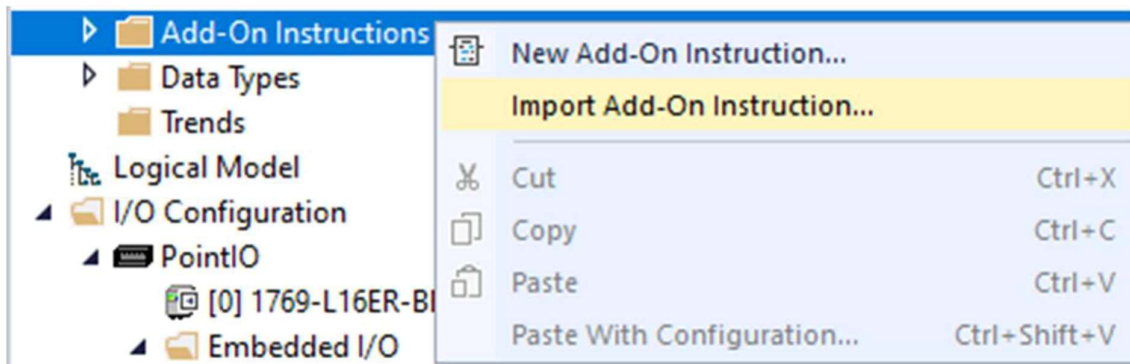 Add-On Instructions
Data Types
Trends
Logical Model
I/O Configuration
PointIO
[0] 1769-L16ER-B
Embedded I/O
New Add-On Instruction...
Import Add-On Instruction...
Cut Ctrl+X
Copy Ctrl+C
Paste Ctrl+V
Paste With Configuration... Ctrl+Shift+V